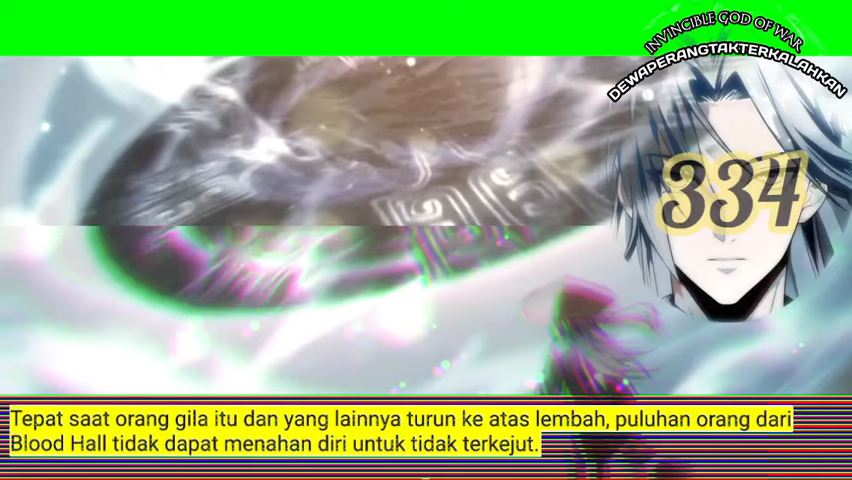 INVINCIBLE GOD OF WAR
DEWAPERANGTAKTERKALAHKAN
334
Tepat saat orang gila itu dan yang lainnya turun ke atas lembah, puluhan orang dari
Blood Hall tidak dapat menahan diri untuk tidak terkejut.